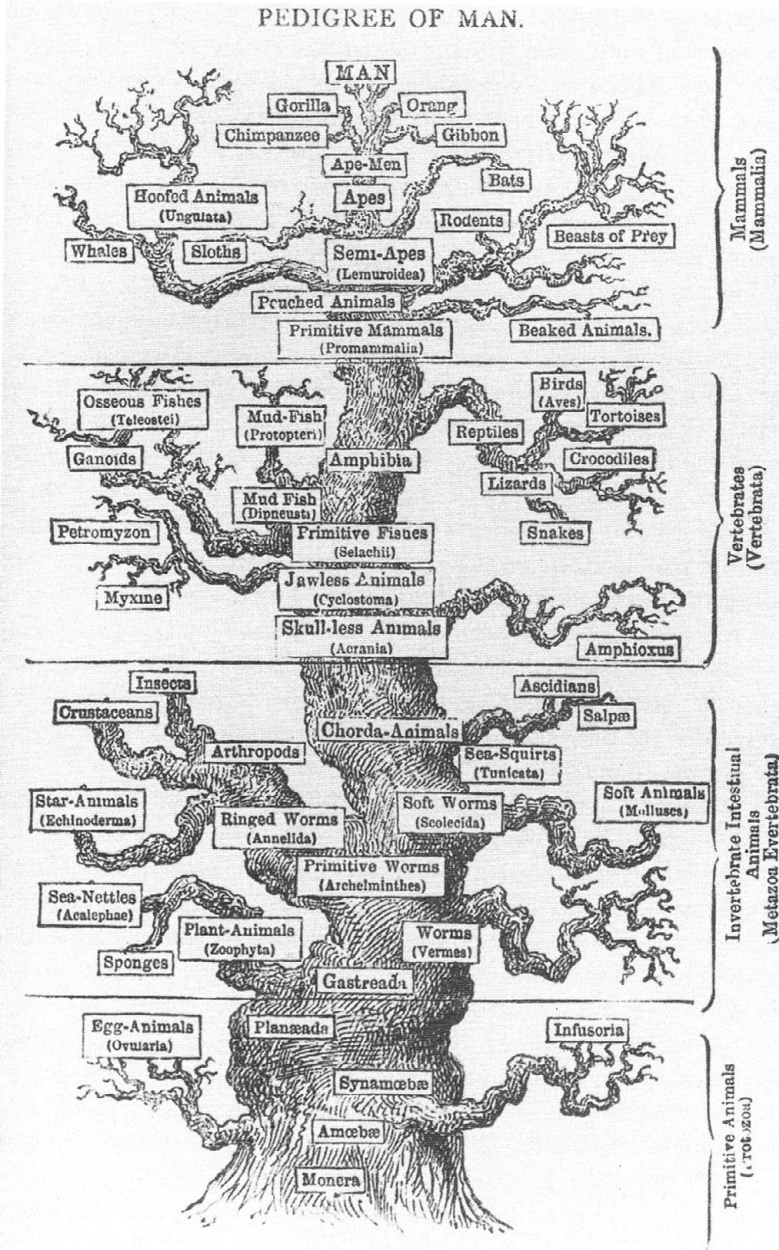 PEDIGREE OF MAN.
MAN
Gorilla
Orang
Chimpanzee
Gibbon
Ape-Men
Bats
Hoofed Animals
(Ungulata)
Apes
Rodents
Beasts of Prey
Whales
Sloths
Semi-Apes
(Lemuroidea)
Pouched Animals
Primitive Mammals
(Promammalia)
Beaked Animals.
Mammals
(Mammalia)
Osseous Fishes
(Teleostei)
Mud-Fish
(Protopteri)
Birds
(Aves)
Tortoises
Reptiles
Ganoids
Amphibia
Crocodiles
Lizards
Mud Fish
(Dipneusti)
Petromyzon
Primitive Fishes
(Selachii)
Snakes
Jawless Animals
(Cyclostoma)
Myxine
Skull-less Animals
(Acrania)
Amphioxus
Vertebrates
(Vertebrata)
Insects
Ascidians
Crustaceans
Salpæ
Chorda-Animals
Arthropods
Sea-Squirts
(Tunicata)
Star-Animals
(Echinoderma)
Ringed Worms
(Annelida)
Soft Worms
(Scolecida)
Soft Animals
(Mollusca)
Primitive Worms
(Archelminthes)
Sea-Nettles
(Acalephae)
Plant-Animals
(Zoophyta)
Worms
(Vermes)
Sponges
Gastreada
Invertebrate Intestinal
Animals
(Metazoa Evertebrata)
Egg-Animals
(Ovularia)
Planæada
Infusoria
Synamœbæ
Amœbæ
Monera
Primitive Animals
(Protozoa)